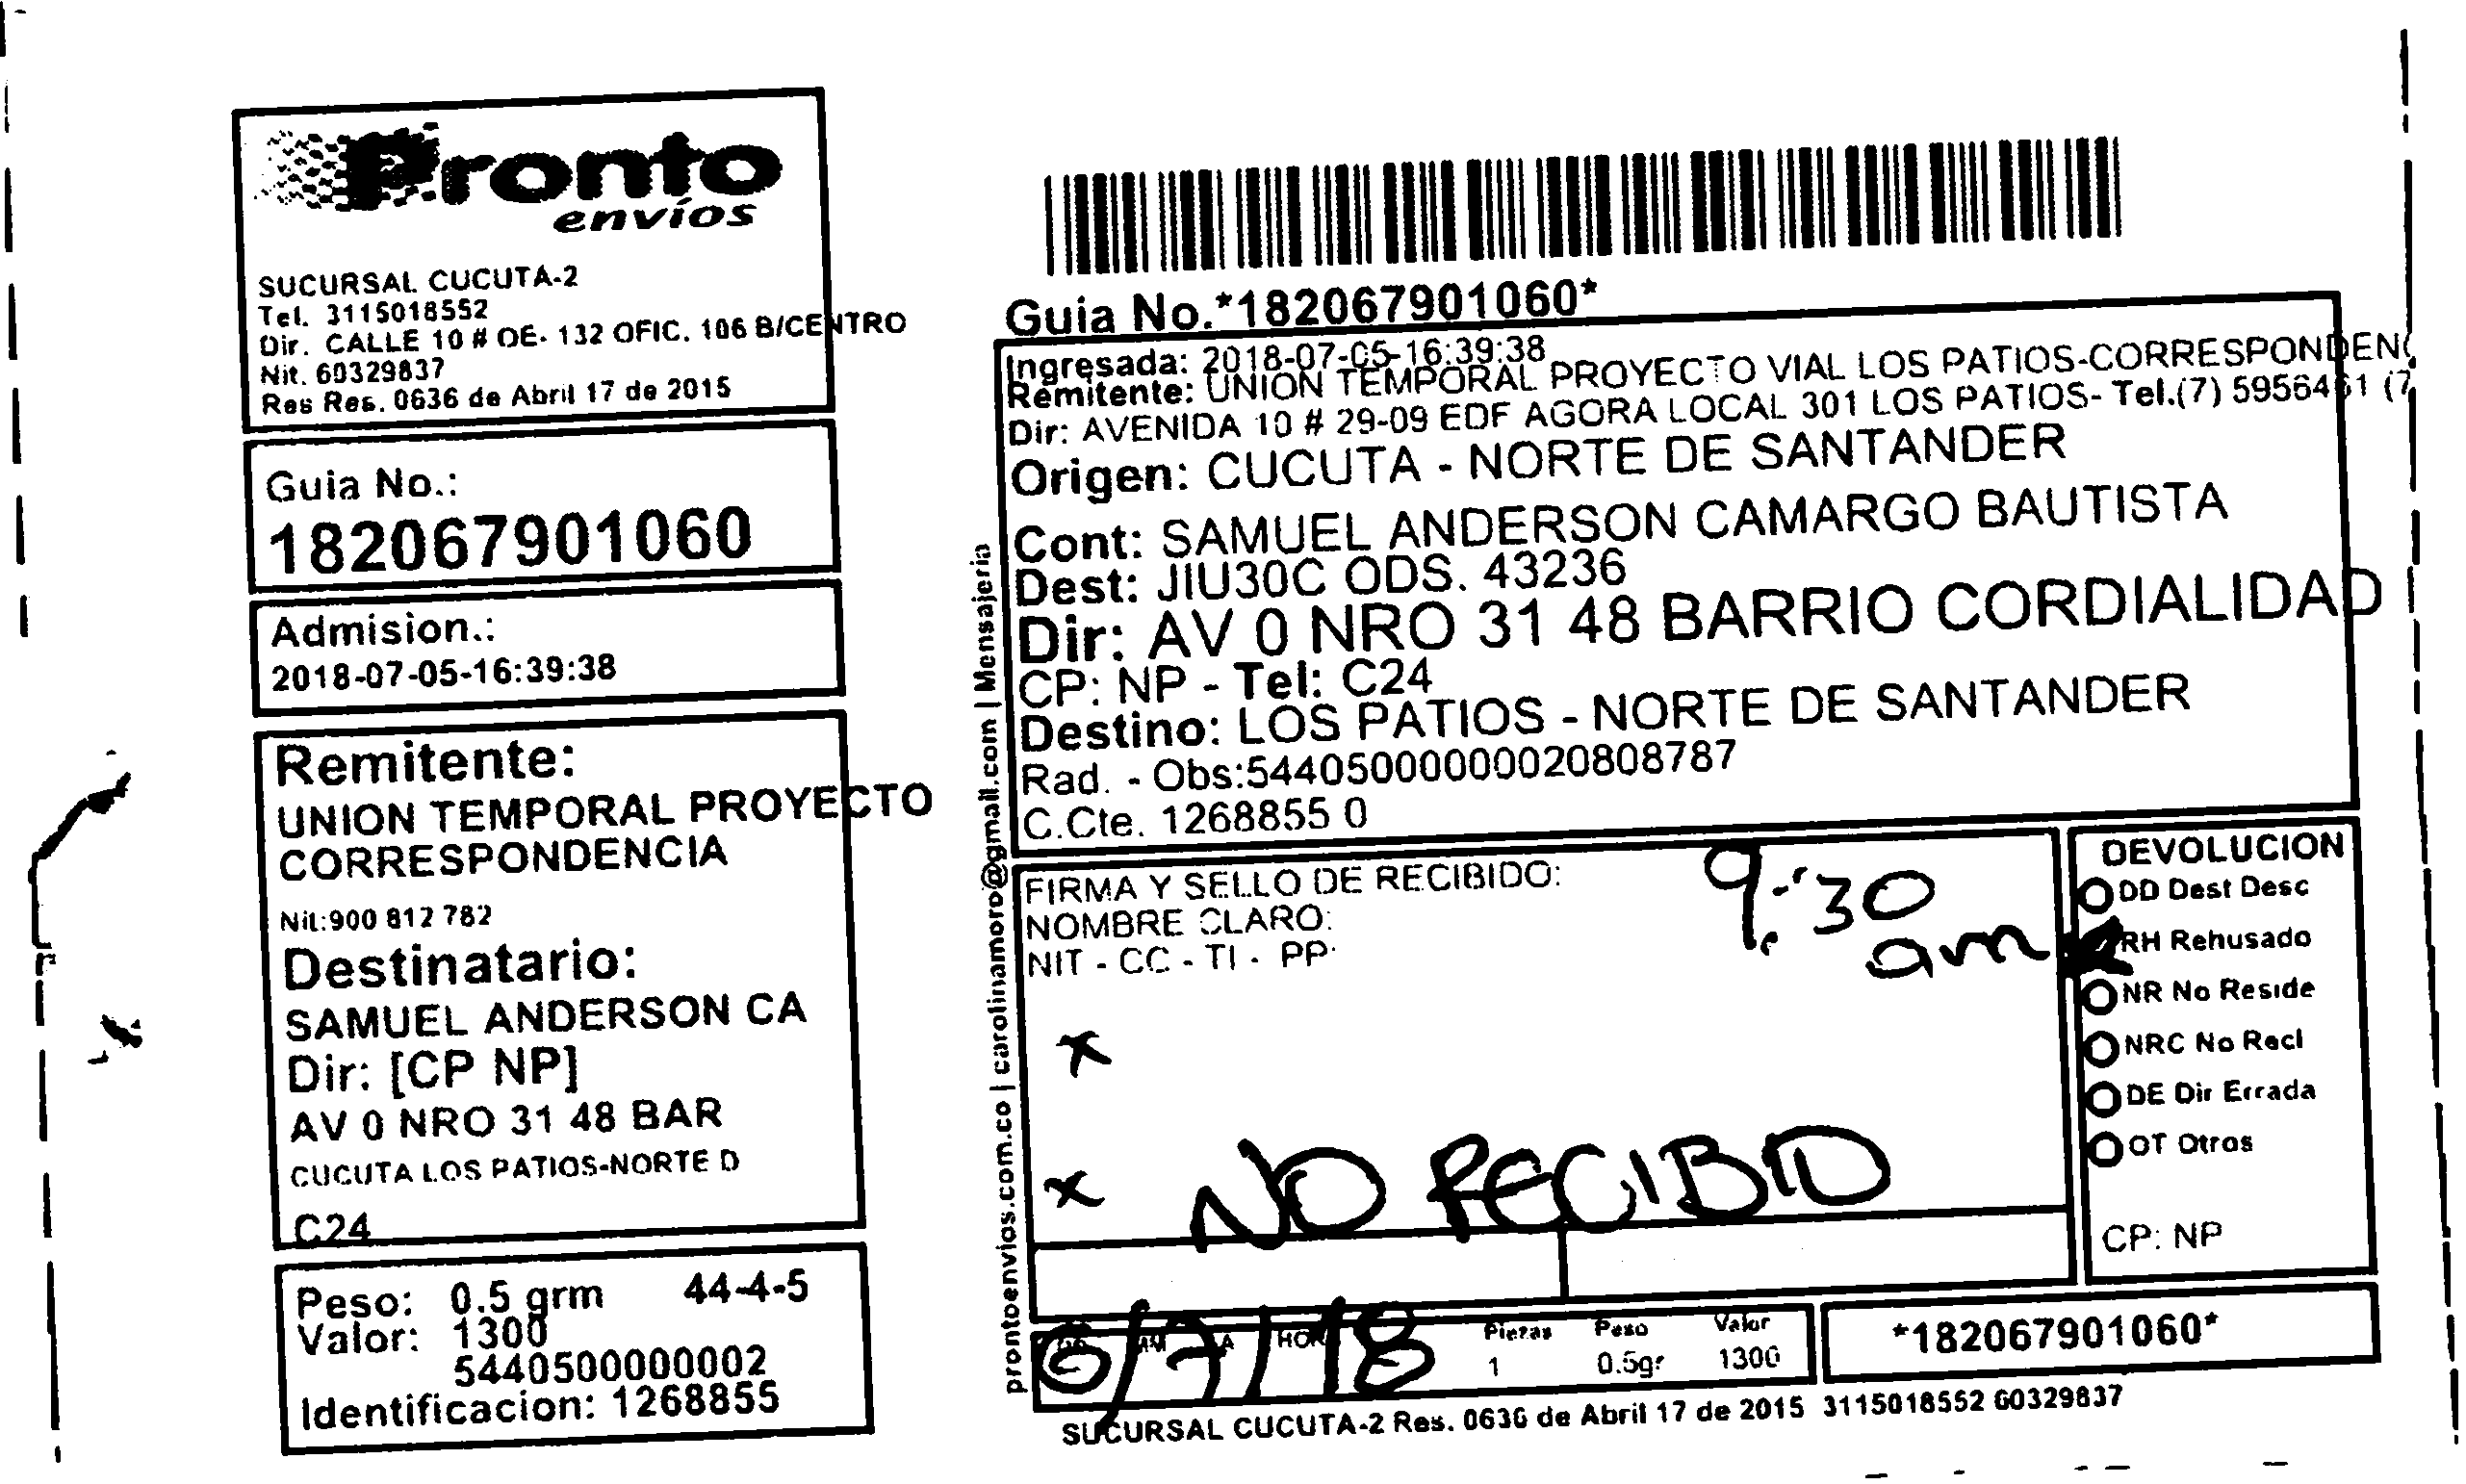 Pronto
envíos
SUCURSAL CUCUTA-2
Tel. 3115018552
Dir. CALLE 10 # OE- 132 OFIC. 106 B/CENTRO
Nit. 60329837
Res Res. 0636 de Abril 17 de 2015
Guia No.:
182067901060
Admision.:
2018-07-05-16:39:38
Remitente:
UNION TEMPORAL PROYECTO
CORRESPONDENCIA
Nit:900 812 782
Destinatario:
SAMUEL ANDERSON CA
Dir: [CP NP]
AV 0 NRO 31 48 BAR
CUCUTA LOS PATIOS-NORTE D
C24
Peso: 0.5 grm 44-4-5
Valor: 1300
5440500000002
Identificacion: 1268855
prontoenvios.com.co | carolinamoro@gmail.com | Mensajeria
Guia No.*182067901060*
Ingresada: 2018-07-05-16:39:38
Remitente: UNION TEMPORAL PROYECTO VIAL LOS PATIOS-CORRESPONDENC
Dir: AVENIDA 10 # 29-09 EDF AGORA LOCAL 301 LOS PATIOS- Tel.(7) 5956461 (7
Origen: CUCUTA - NORTE DE SANTANDER
Cont: SAMUEL ANDERSON CAMARGO BAUTISTA
Dest: JIU30C ODS. 43236
Dir: AV 0 NRO 31 48 BARRIO CORDIALIDAD
CP: NP - Tel: C24
Destino: LOS PATIOS - NORTE DE SANTANDER
Rad. - Obs:54405000000020808787
C.Cte. 1268855 0
FIRMA Y SELLO DE RECIBIDO:
NOMBRE CLARO:
NIT - CC - TI - PP:
9:30
am
x
x NO RECIBIO
DEVOLUCION
DD Dest Desc
RH Rehusado
NR No Reside
NRC No Recl
DE Dir Errada
OT Otros
CP: NP
MM A HOR Piezas Peso Valor
6/7/18 1 0.5gr 1300
*182067901060*
SUCURSAL CUCUTA-2 Res. 0636 de Abril 17 de 2015 3115018552 60329837